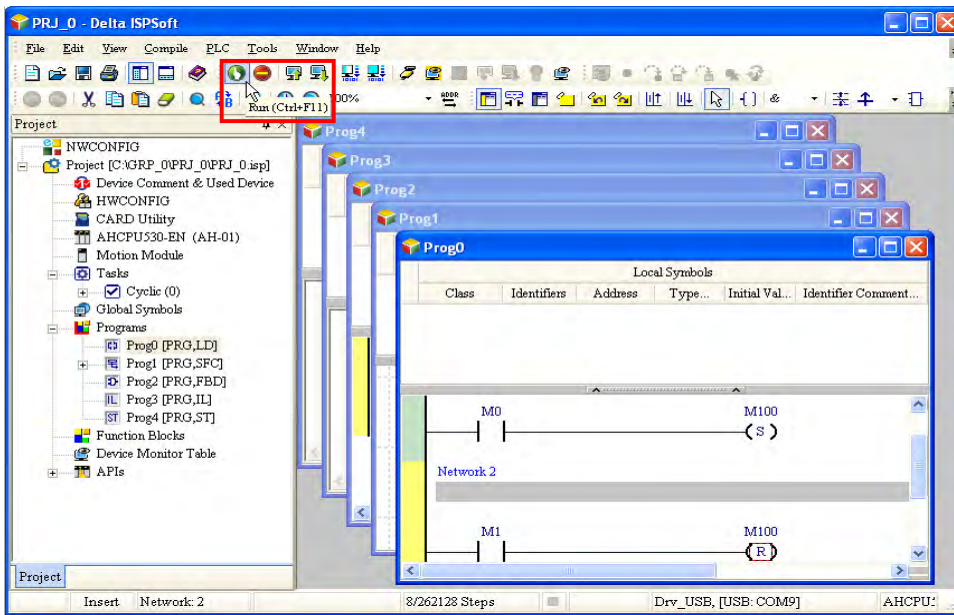 PRJ_0 - Delta ISPSoft
File Edit View Compile PLC Tools Window Help
00%
ADDR
Run (Ctrl+F11)
Project
NWCONFIG
Project [C:\GRP_0\PRJ_0\PRJ_0.isp]
Device Comment & Used Device
HWCONFIG
CARD Utility
AHCPU530-EN (AH-01)
Motion Module
Tasks
Cyclic (0)
Global Symbols
Programs
Prog0 [PRG,LD]
Prog1 [PRG,SFC]
Prog2 [PRG,FBD]
IL Prog3 [PRG,IL]
ST Prog4 [PRG,ST]
Function Blocks
Device Monitor Table
APIs
Project
Prog4
Prog3
Prog2
Prog1
Prog0
Local Symbols
Class Identifiers Address Type... Initial Val... Identifier Comment...
M0 M100
S
Network 2
M1 M100
R
Insert Network: 2 8/262128 Steps Drv_USB, [USB: COM9] AHCPU: